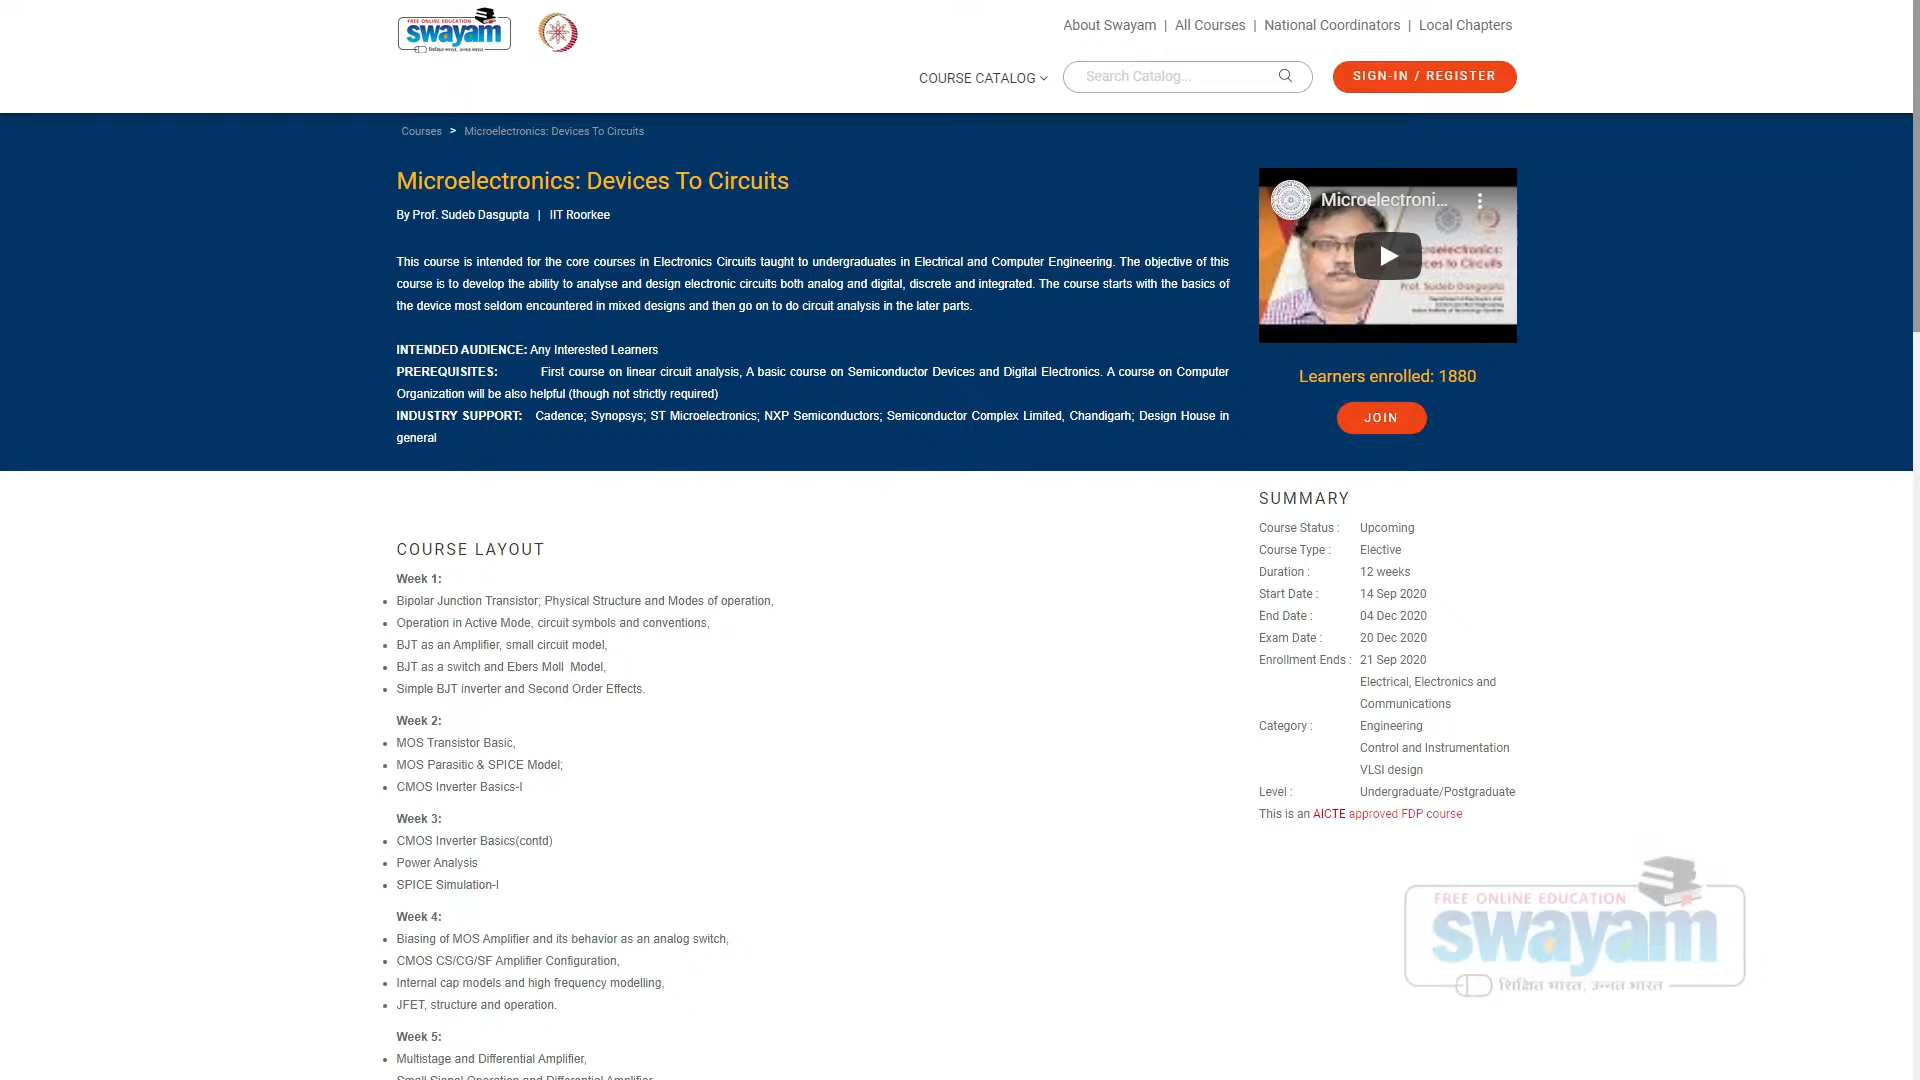 FREE ONLINE EDUCATION
swayam
शिक्षित भारत, उन्नत भारत
About Swayam | All Courses | National Coordinators | Local Chapters
COURSE CATALOG
Search Catalog...
SIGN-IN / REGISTER
Courses > Microelectronics: Devices To Circuits
Microelectronics: Devices To Circuits
By Prof. Sudeb Dasgupta | IIT Roorkee
This course is intended for the core courses in Electronics Circuits taught to undergraduates in Electrical and Computer Engineering. The objective of this
course is to develop the ability to analyse and design electronic circuits both analog and digital, discrete and integrated. The course starts with the basics of
the device most seldom encountered in mixed designs and then go on to do circuit analysis in the later parts.
INTENDED AUDIENCE: Any Interested Learners
PREREQUISITES: First course on linear circuit analysis, A basic course on Semiconductor Devices and Digital Electronics. A course on Computer
Organization will be also helpful (though not strictly required)
INDUSTRY SUPPORT: Cadence; Synopsys; ST Microelectronics; NXP Semiconductors; Semiconductor Complex Limited, Chandigarh; Design House in
general
Microelectroni...
Microelectronics:
Devices to Circuits
Prof. Sudeb Dasgupta
Learners enrolled: 1880
JOIN
COURSE LAYOUT
Week 1:
• Bipolar Junction Transistor; Physical Structure and Modes of operation,
• Operation in Active Mode, circuit symbols and conventions,
• BJT as an Amplifier, small circuit model,
• BJT as a switch and Ebers Moll Model,
• Simple BJT inverter and Second Order Effects.
Week 2:
• MOS Transistor Basic,
• MOS Parasitic & SPICE Model;
• CMOS Inverter Basics-I
Week 3:
• CMOS Inverter Basics(contd)
• Power Analysis
• SPICE Simulation-I
Week 4:
• Biasing of MOS Amplifier and its behavior as an analog switch,
• CMOS CS/CG/SF Amplifier Configuration,
• Internal cap models and high frequency modelling,
• JFET, structure and operation.
Week 5:
• Multistage and Differential Amplifier,
Small Signal Operation and Differential Amplifier
SUMMARY
Course Status : Upcoming
Course Type : Elective
Duration : 12 weeks
Start Date : 14 Sep 2020
End Date : 04 Dec 2020
Exam Date : 20 Dec 2020
Enrollment Ends : 21 Sep 2020
Electrical, Electronics and
Communications
Category : Engineering
Control and Instrumentation
VLSI design
Level : Undergraduate/Postgraduate
This is an AICTE approved FDP course
FREE ONLINE EDUCATION
swayam
शिक्षित भारत, उन्नत भारत